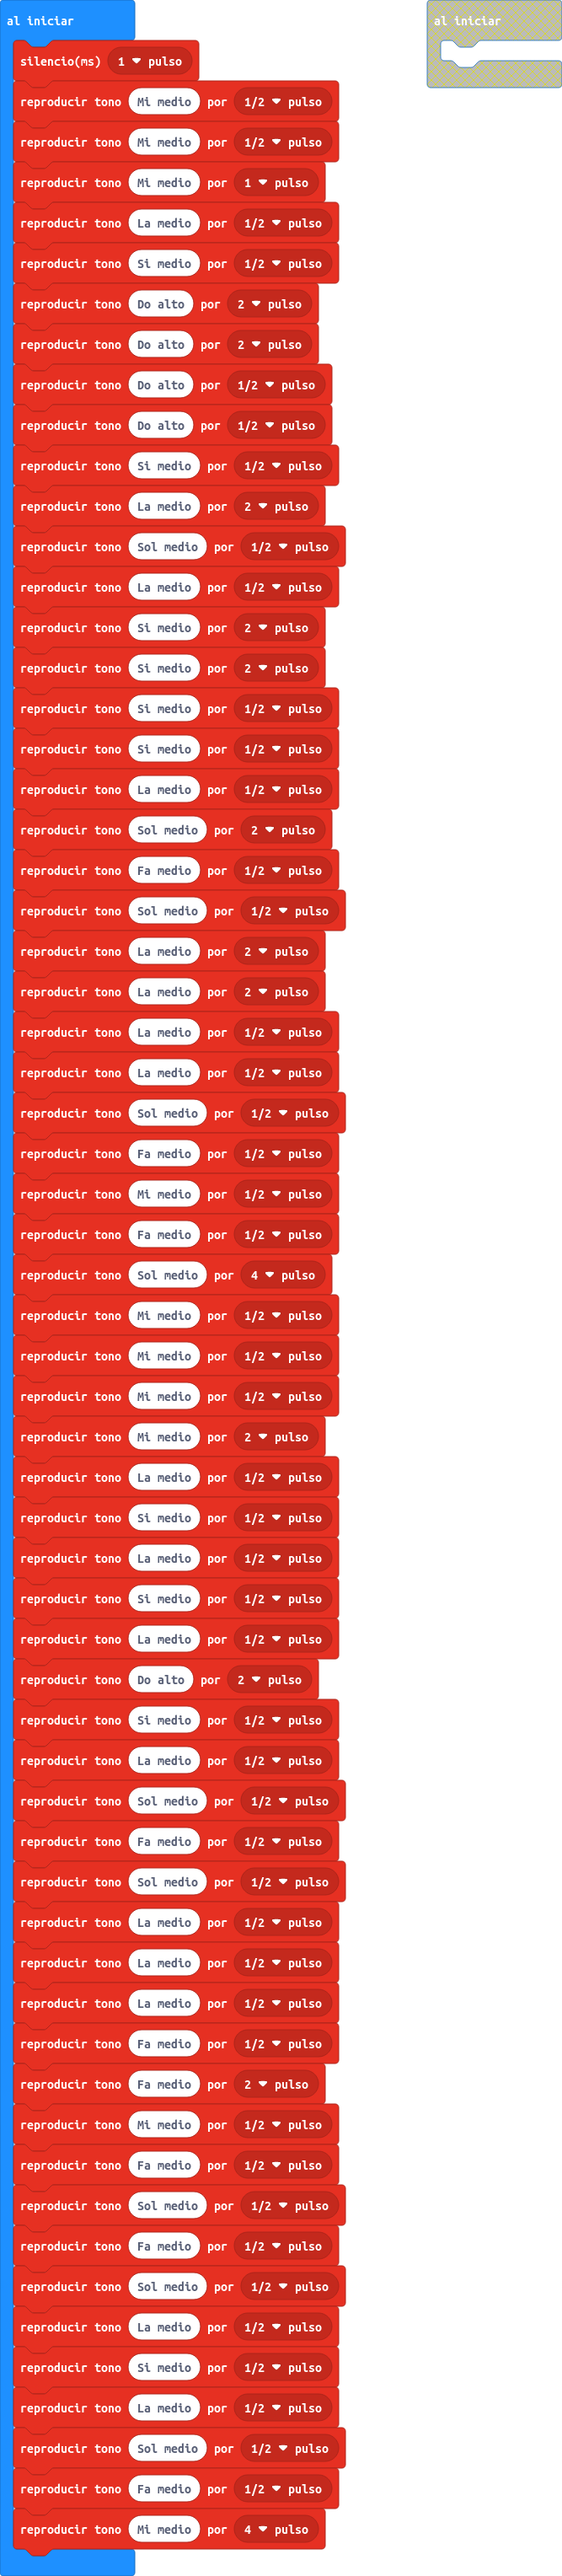 al iniciar
al iniciar
silencio(ms) 1 pulso
reproducir tono Mi medio por 1/2 pulso
reproducir tono Mi medio por 1/2 pulso
reproducir tono Mi medio por 1 pulso
reproducir tono La medio por 1/2 pulso
reproducir tono Si medio por 1/2 pulso
reproducir tono Do alto por 2 pulso
reproducir tono Do alto por 2 pulso
reproducir tono Do alto por 1/2 pulso
reproducir tono Do alto por 1/2 pulso
reproducir tono Si medio por 1/2 pulso
reproducir tono La medio por 2 pulso
reproducir tono Sol medio por 1/2 pulso
reproducir tono La medio por 1/2 pulso
reproducir tono Si medio por 2 pulso
reproducir tono Si medio por 2 pulso
reproducir tono Si medio por 1/2 pulso
reproducir tono Si medio por 1/2 pulso
reproducir tono La medio por 1/2 pulso
reproducir tono Sol medio por 2 pulso
reproducir tono Fa medio por 1/2 pulso
reproducir tono Sol medio por 1/2 pulso
reproducir tono La medio por 2 pulso
reproducir tono La medio por 2 pulso
reproducir tono La medio por 1/2 pulso
reproducir tono La medio por 1/2 pulso
reproducir tono Sol medio por 1/2 pulso
reproducir tono Fa medio por 1/2 pulso
reproducir tono Mi medio por 1/2 pulso
reproducir tono Fa medio por 1/2 pulso
reproducir tono Sol medio por 4 pulso
reproducir tono Mi medio por 1/2 pulso
reproducir tono Mi medio por 1/2 pulso
reproducir tono Mi medio por 1/2 pulso
reproducir tono Mi medio por 2 pulso
reproducir tono La medio por 1/2 pulso
reproducir tono Si medio por 1/2 pulso
reproducir tono La medio por 1/2 pulso
reproducir tono Si medio por 1/2 pulso
reproducir tono La medio por 1/2 pulso
reproducir tono Do alto por 2 pulso
reproducir tono Si medio por 1/2 pulso
reproducir tono La medio por 1/2 pulso
reproducir tono Sol medio por 1/2 pulso
reproducir tono Fa medio por 1/2 pulso
reproducir tono Sol medio por 1/2 pulso
reproducir tono La medio por 1/2 pulso
reproducir tono La medio por 1/2 pulso
reproducir tono La medio por 1/2 pulso
reproducir tono Fa medio por 1/2 pulso
reproducir tono Fa medio por 2 pulso
reproducir tono Mi medio por 1/2 pulso
reproducir tono Fa medio por 1/2 pulso
reproducir tono Sol medio por 1/2 pulso
reproducir tono Fa medio por 1/2 pulso
reproducir tono Sol medio por 1/2 pulso
reproducir tono La medio por 1/2 pulso
reproducir tono Si medio por 1/2 pulso
reproducir tono La medio por 1/2 pulso
reproducir tono Sol medio por 1/2 pulso
reproducir tono Fa medio por 1/2 pulso
reproducir tono Mi medio por 4 pulso